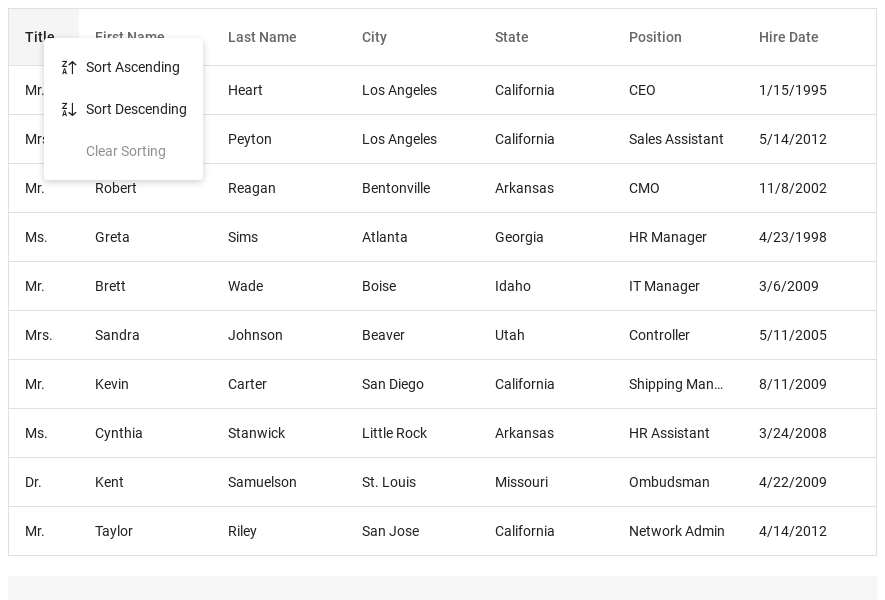 Title First Name Last Name City State Position Hire Date
Sort Ascending
Sort Descending
Clear Sorting
Mr. Heart Los Angeles California CEO 1/15/1995
Mrs. Peyton Los Angeles California Sales Assistant 5/14/2012
Mr. Robert Reagan Bentonville Arkansas CMO 11/8/2002
Ms. Greta Sims Atlanta Georgia HR Manager 4/23/1998
Mr. Brett Wade Boise Idaho IT Manager 3/6/2009
Mrs. Sandra Johnson Beaver Utah Controller 5/11/2005
Mr. Kevin Carter San Diego California Shipping Man… 8/11/2009
Ms. Cynthia Stanwick Little Rock Arkansas HR Assistant 3/24/2008
Dr. Kent Samuelson St. Louis Missouri Ombudsman 4/22/2009
Mr. Taylor Riley San Jose California Network Admin 4/14/2012